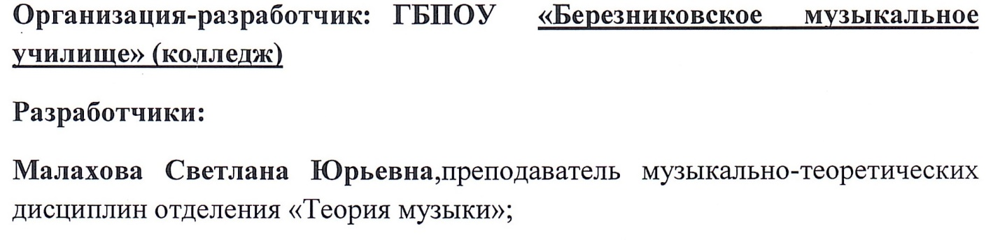 Организация-разработчик: ГБПОУ «Березниковское музыкальное
училище» (колледж)
Разработчики:
Малахова Светлана Юрьевна,преподаватель музыкально-теоретических
дисциплин отделения «Теория музыки»;